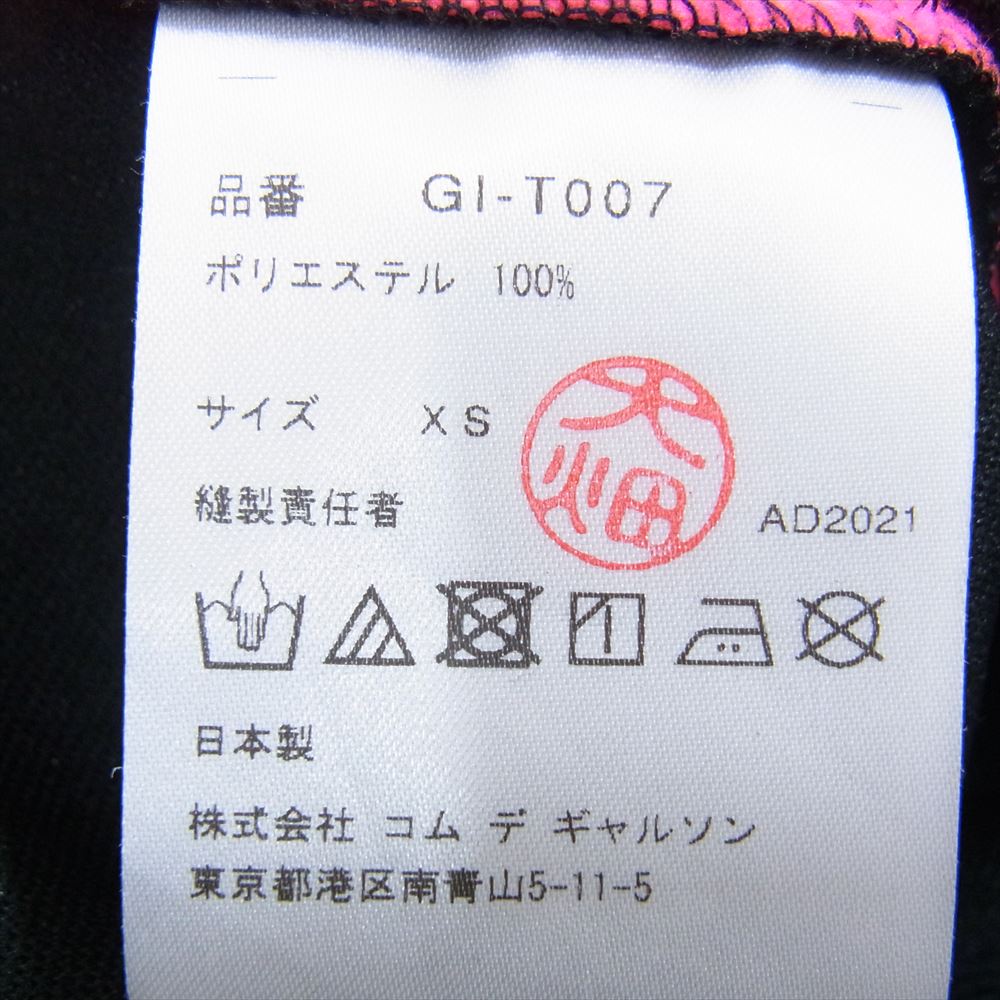 品番 GI-T007
ポリエステル 100%
サイズ XS
縫製責任者 AD2021
日本製
株式会社 コム デ ギャルソン
東京都港区南青山5-11-5